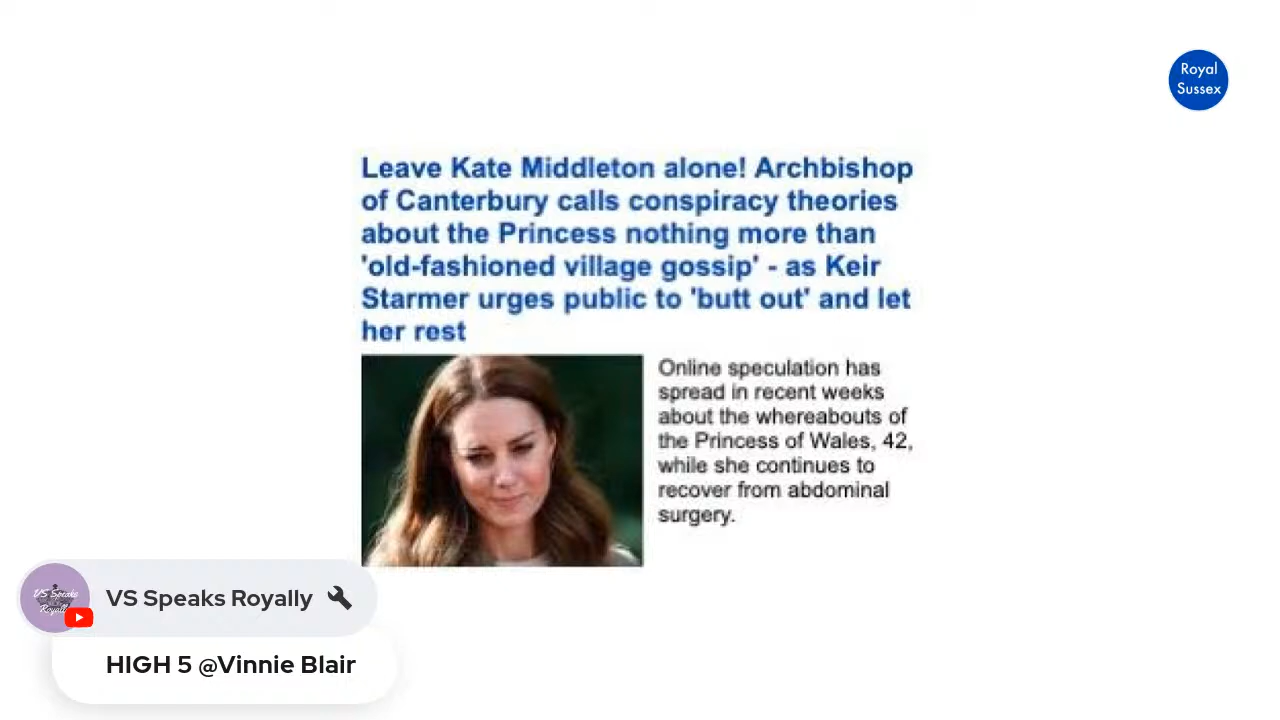 Royal
Sussex
Leave Kate Middleton alone! Archbishop
of Canterbury calls conspiracy theories
about the Princess nothing more than
'old-fashioned village gossip' - as Keir
Starmer urges public to 'butt out' and let
her rest
Online speculation has
spread in recent weeks
about the whereabouts of
the Princess of Wales, 42,
while she continues to
recover from abdominal
surgery.
VS Speaks
Royally
VS Speaks Royally
HIGH 5 @Vinnie Blair